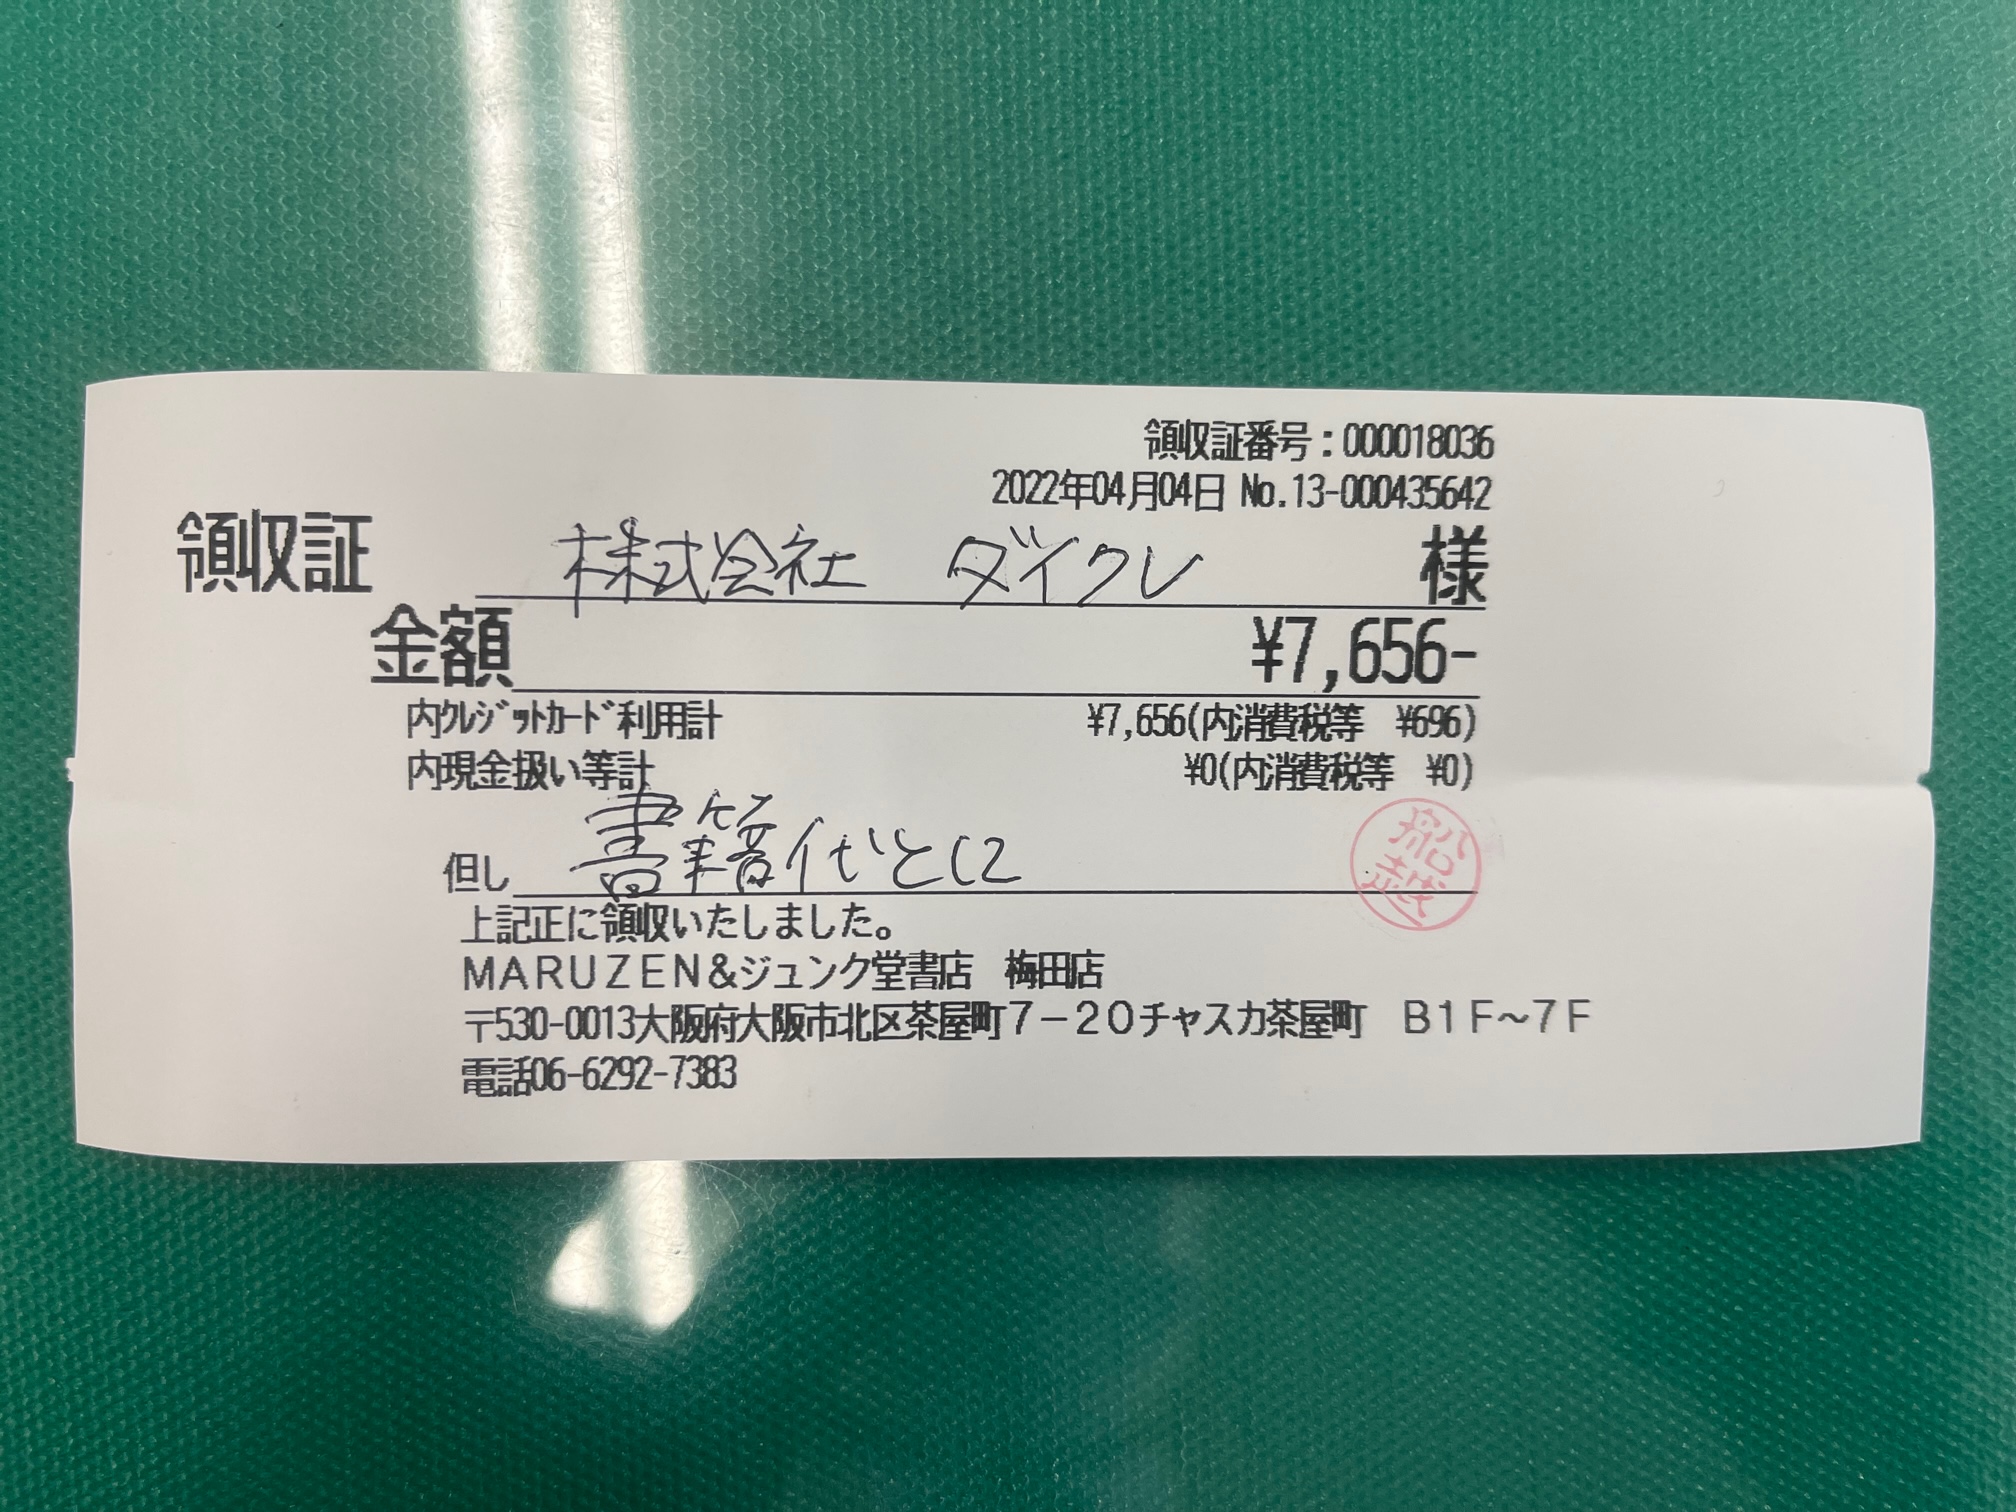 領収証
領収証番号：000018036
2022年04月04日 No.13-000435642
株式会社 ダイクレ 様
金額 ¥7,656-
内クレジットカード利用計 ¥7,656(内消費税等 ¥696)
内現金扱い等計 ¥0(内消費税等 ¥0)
但し 書籍代として
上記正に領収いたしました。
MARUZEN&ジュンク堂書店 梅田店
〒530-0013大阪府大阪市北区茶屋町7-20チャスカ茶屋町 B1F～7F
電話06-6292-7383